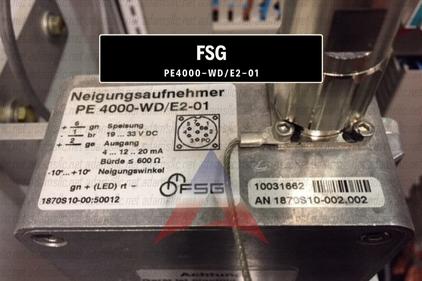 FSG
PE4000-WD/E2-01
Neigungsaufnehmer
PE 4000-WD/E2-01
+ 6 gn Speisung
- 1 br 19 ... 33 V DC
+ 2 ge Ausgang
4 ... 12 ... 20 mA
Bürde ≤ 600 Ω
-10°...+10° Neigungswinkel
gn + (LED) rt -
FSG
1870S10-00:50012
10031662
AN 1870S10-002.002
Achtung